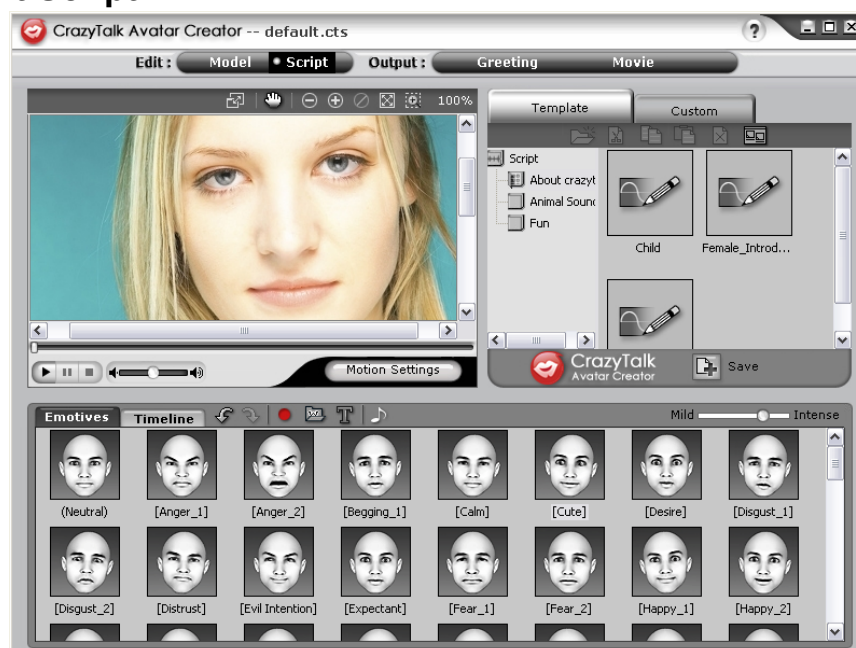 CrazyTalk Avatar Creator -- default.cts
?
Edit : Model Script Output : Greeting Movie
100%
Template Custom
Script
About crazyt
Animal Soun
Fun
Child Female_Introd...
Motion Settings
CrazyTalk
Avatar Creator
Save
Emotives Timeline T Mild Intense
(Neutral) [Anger_1] [Anger_2] [Begging_1] [Calm] [Cute] [Desire] [Disgust_1]
[Disgust_2] [Distrust] [Evil Intention] [Expectant] [Fear_1] [Fear_2] [Happy_1] [Happy_2]